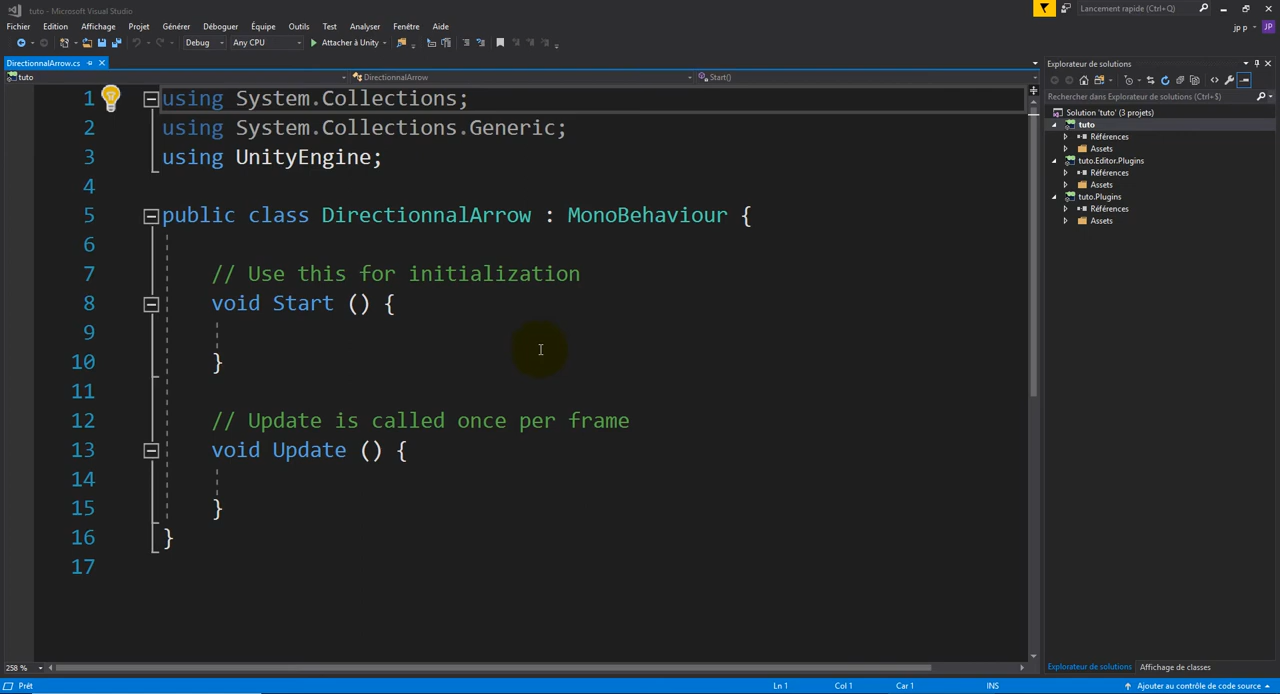 tuto - Microsoft Visual Studio
Lancement rapide (Ctrl+Q)
Fichier Edition Affichage Projet Générer Déboguer Équipe Outils Test Analyser Fenêtre Aide
jp p JP
Debug Any CPU Attacher à Unity
DirectionnalArrow.cs
tuto DirectionnalArrow Start()
1 using System.Collections;
2 using System.Collections.Generic;
3 using UnityEngine;
4
5 public class DirectionnalArrow : MonoBehaviour {
6
7 // Use this for initialization
8 void Start () {
9
10 }
11
12 // Update is called once per frame
13 void Update () {
14
15 }
16 }
17
258 %
Explorateur de solutions
Rechercher dans Explorateur de solutions (Ctrl+$)
Solution 'tuto' (3 projets)
tuto
Références
Assets
tuto.Editor.Plugins
Références
Assets
tuto.Plugins
Références
Assets
Explorateur de solutions Affichage de classes
Prêt Ln 1 Col 1 Car 1 INS Ajouter au contrôle de code source